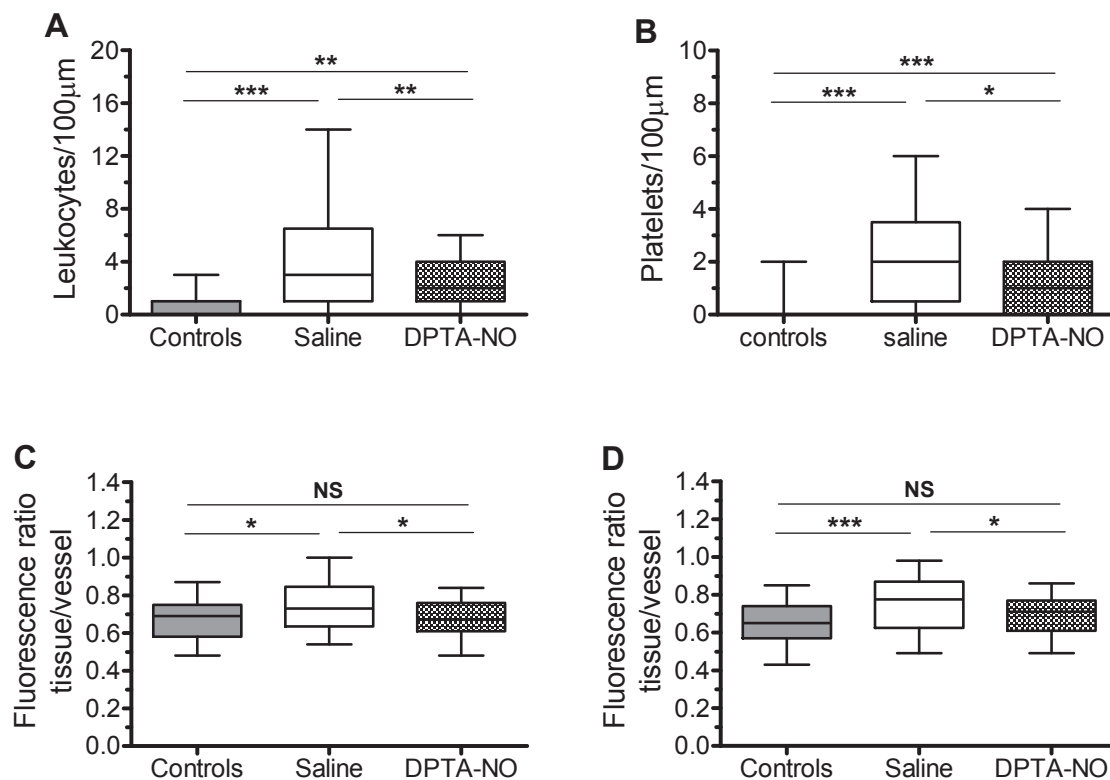 A
Leukocytes/100μm
20
16
12
8
4
0
**
***
**
Controls
Saline
DPTA-NO
B
Platelets/100μm
10
8
6
4
2
0
***
***
*
controls
saline
DPTA-NO
C
Fluorescence ratio
tissue/vessel
1.4
1.2
1.0
0.8
0.6
0.4
0.2
0.0
NS
*
*
Controls
Saline
DPTA-NO
D
Fluorescence ratio
tissue/vessel
1.4
1.2
1.0
0.8
0.6
0.4
0.2
0.0
NS
***
*
Controls
Saline
DPTA-NO